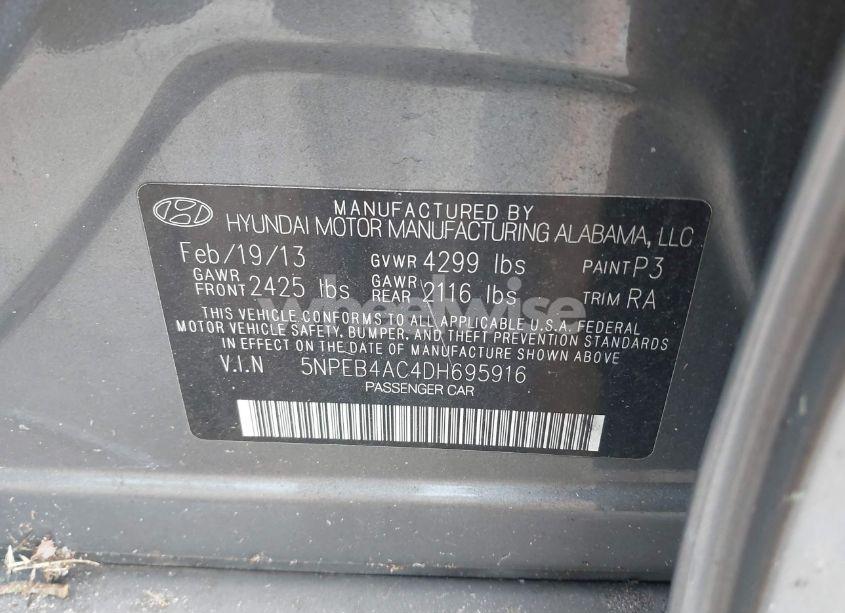 MANUFACTURED BY
HYUNDAI MOTOR MANUFACTURING ALABAMA, LLC
Feb/19/13 GVWR 4299 lbs PAINT P3
GAWR FRONT 2425 lbs GAWR REAR 2116 lbs TRIM RA
THIS VEHICLE CONFORMS TO ALL APPLICABLE U.S.A. FEDERAL
MOTOR VEHICLE SAFETY, BUMPER, AND THEFT PREVENTION STANDARDS
IN EFFECT ON THE DATE OF MANUFACTURE SHOWN ABOVE
V.I.N 5NPEB4AC4DH695916
PASSENGER CAR
wheelwise